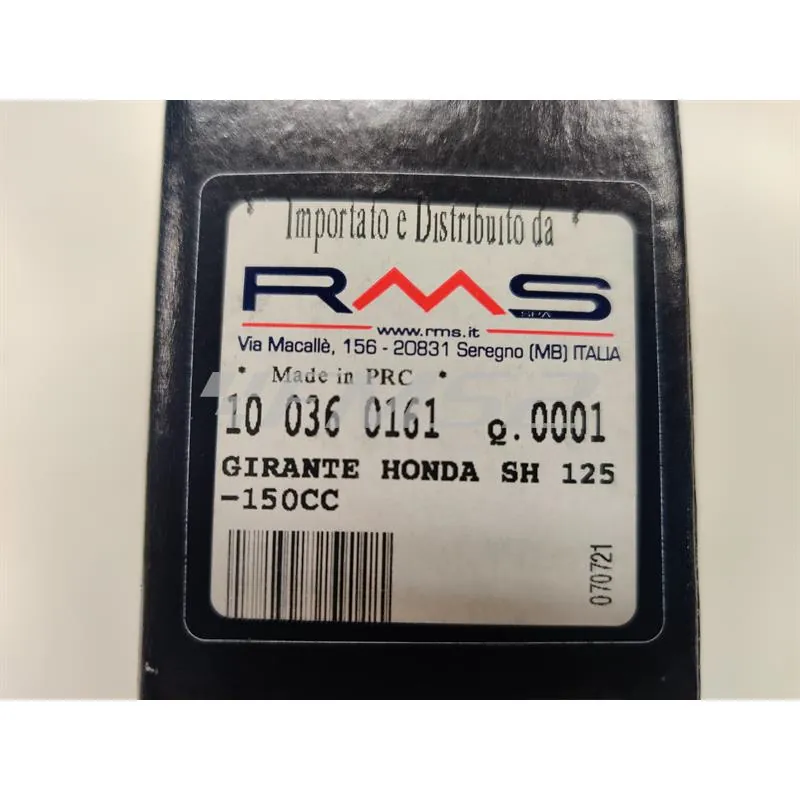 * Importato e Distribuito da *
RMS
SPA
www.rms.it
Via Macallè, 156 - 20831 Seregno (MB) ITALIA
* Made in PRC *
10 036 0161 Q.0001
GIRANTE HONDA SH 125
-150CC
070721